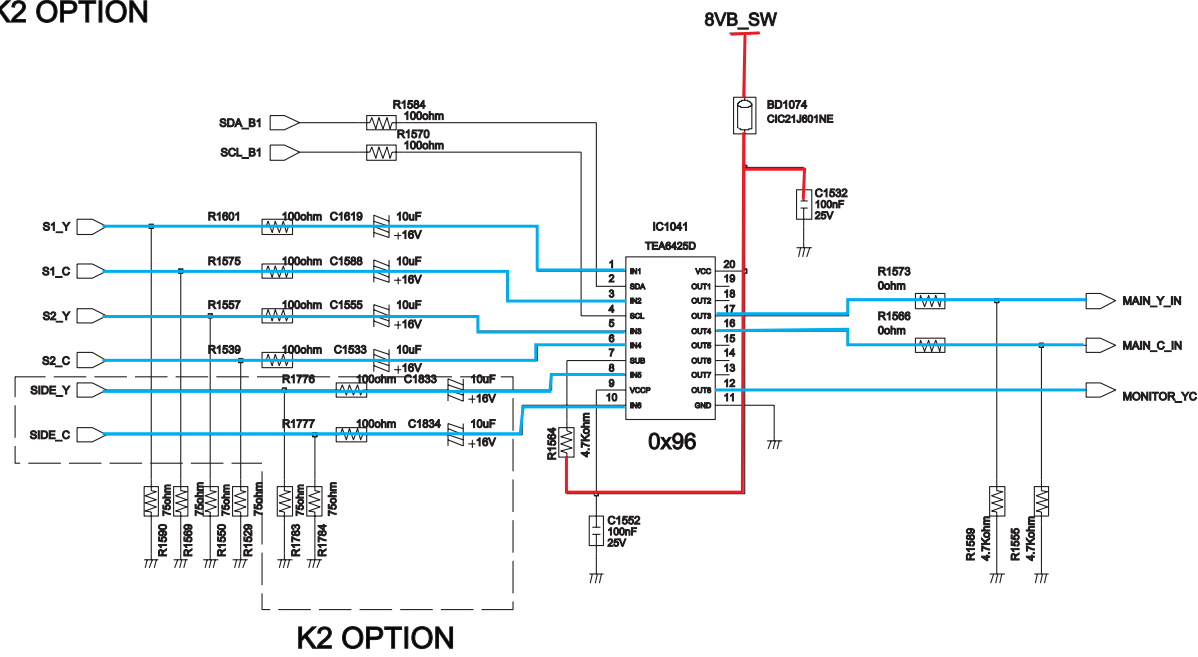 K2 OPTION
8VB_SW
BD1074
CIC21J601NE
R1584
100ohm
SDA_B1
R1570
100ohm
SCL_B1
C1532
100nF
25V
R1601 100ohm C1619 10uF
S1_Y
+16V
IC1041
TEA6425D
R1575 100ohm C1588 10uF
S1_C
+16V
R1557 100ohm C1555 10uF
S2_Y
+16V
R1539 100ohm C1533 10uF
S2_C
+16V
R1776 100ohm C1833 10uF
SIDE_Y
+16V
R1777 100ohm C1834 10uF
SIDE_C
+16V
1 IN1 VCC 20
2 SDA OUT1 19
3 IN2 OUT2 18
4 SCL OUT3 17
5 IN3 OUT4 16
6 IN4 OUT5 15
7 SUB OUT6 14
8 IN5 OUT7 13
9 VCCP OUT8 12
10 IN6 GND 11
0x96
R1573
0ohm
MAIN_Y_IN
R1566
0ohm
MAIN_C_IN
MONITOR_YC
R1564
4.7Kohm
R1590
75ohm
R1569
75ohm
R1550
75ohm
R1529
75ohm
R1783
75ohm
R1784
75ohm
C1552
100nF
25V
R1589
4.7Kohm
R1555
4.7Kohm
K2 OPTION